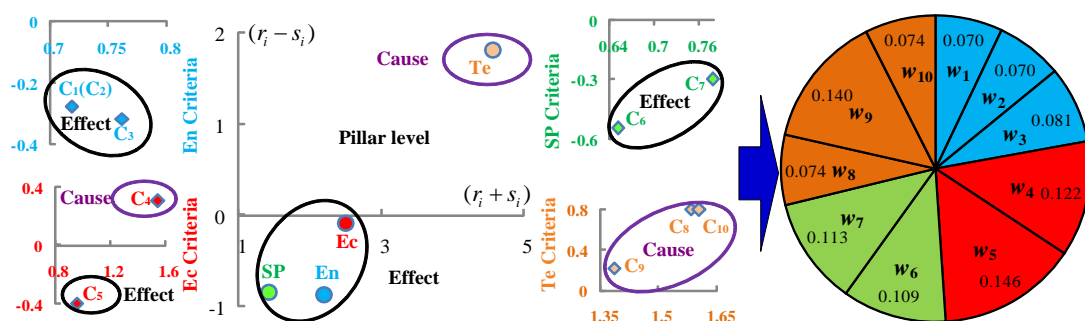 0
0.7 0.75 0.8
-0.2
-0.4
En Criteria
C₁(C₂)
Effect
C₃
0.4
0
-0.4
0.8 1.2 1.6
Ec Criteria
Cause
C₄
C₅
Effect
2
1
0
-1
1 3 5
(rᵢ − sᵢ)
(rᵢ + sᵢ)
Cause
Te
Pillar level
Ec
SP
En
Effect
0
0.64 0.7 0.76
-0.3
-0.6
SP Criteria
C₇
Effect
C₆
0.8
0.4
0
1.35 1.5 1.65
Te Criteria
C₈ C₁₀
Cause
C₉
0.070
w₁
0.070
w₂
0.081
w₃
w₄
0.122
w₅
0.146
w₆
0.109
w₇
0.113
0.074 w₈
0.140
w₉
0.074
w₁₀